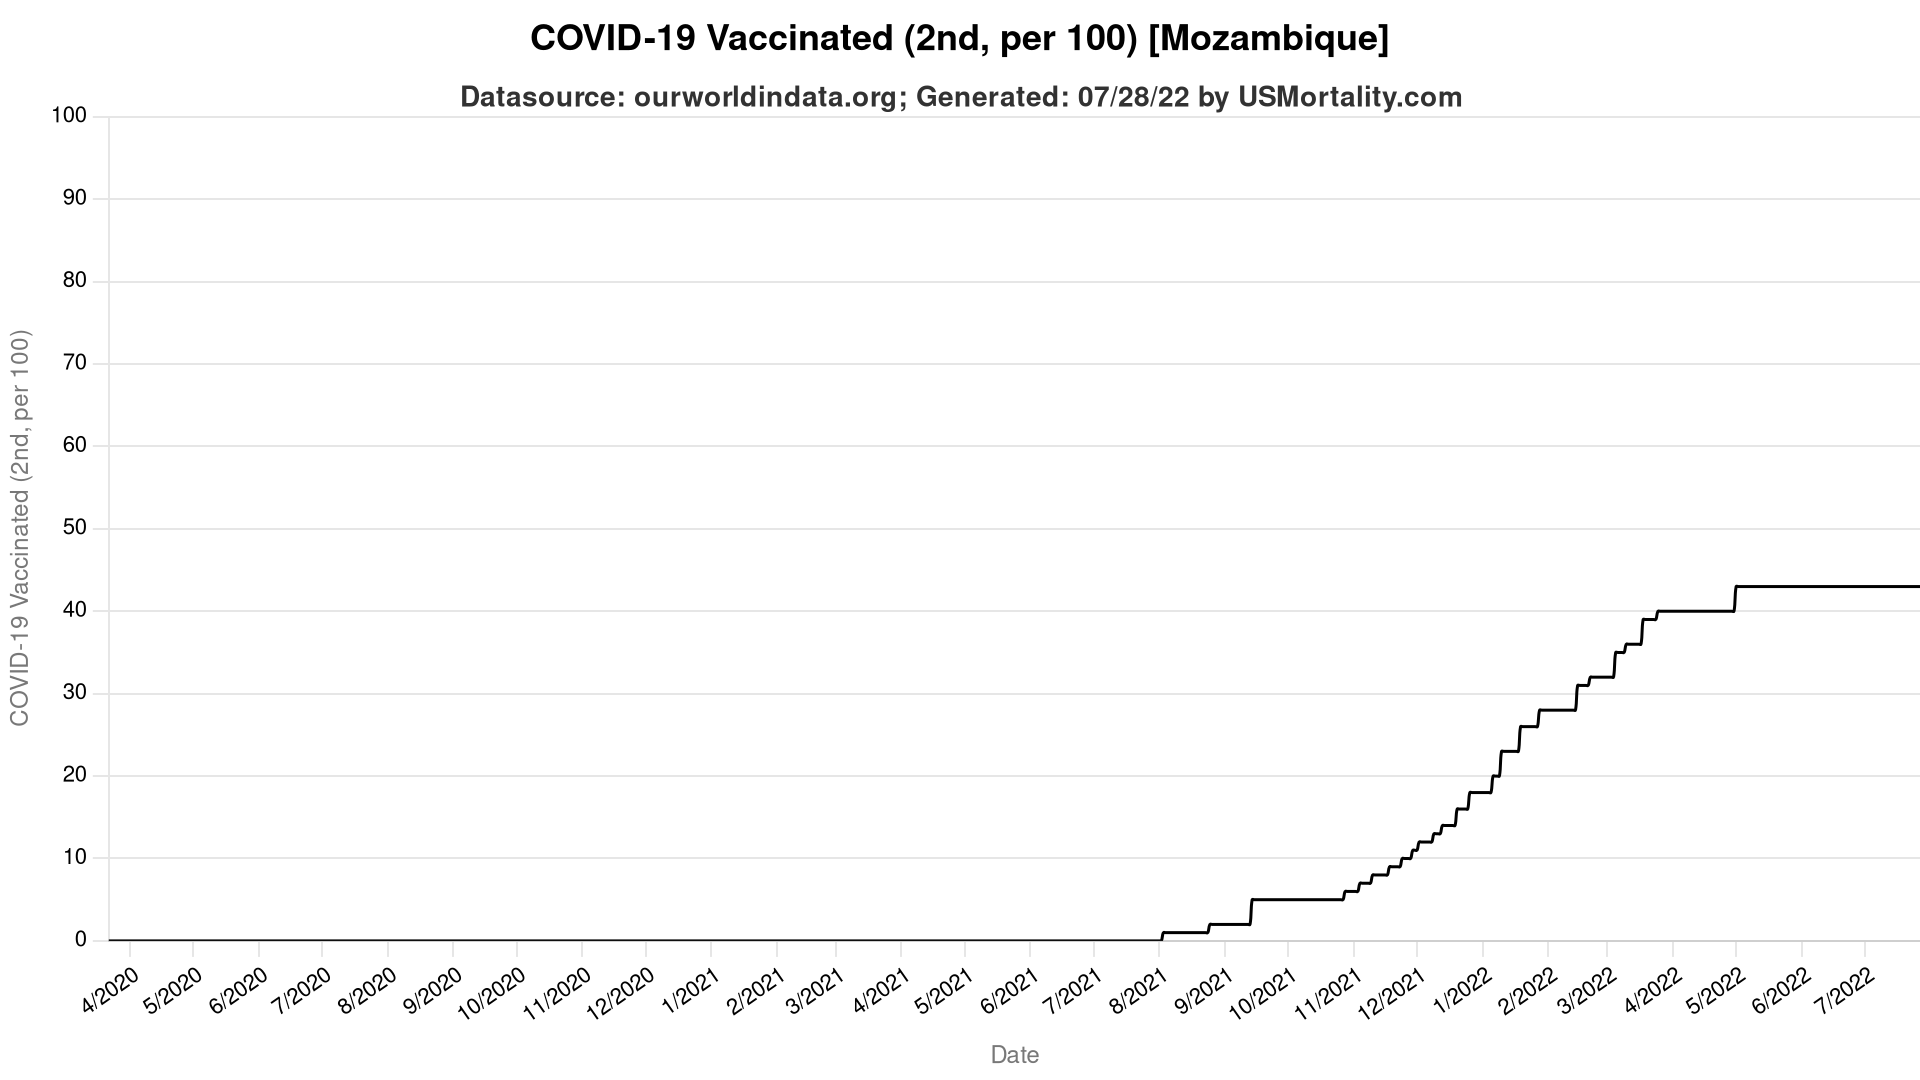 COVID-19 Vaccinated (2nd, per 100) [Mozambique]
Datasource: ourworldindata.org; Generated: 07/28/22 by USMortality.com
COVID-19 Vaccinated (2nd, per 100)
100
90
80
70
60
50
40
30
20
10
0
4/2020 5/2020 6/2020 7/2020 8/2020 9/2020 10/2020 11/2020 12/2020 1/2021 2/2021 3/2021 4/2021 5/2021 6/2021 7/2021 8/2021 9/2021 10/2021 11/2021 12/2021 1/2022 2/2022 3/2022 4/2022 5/2022 6/2022 7/2022
Date